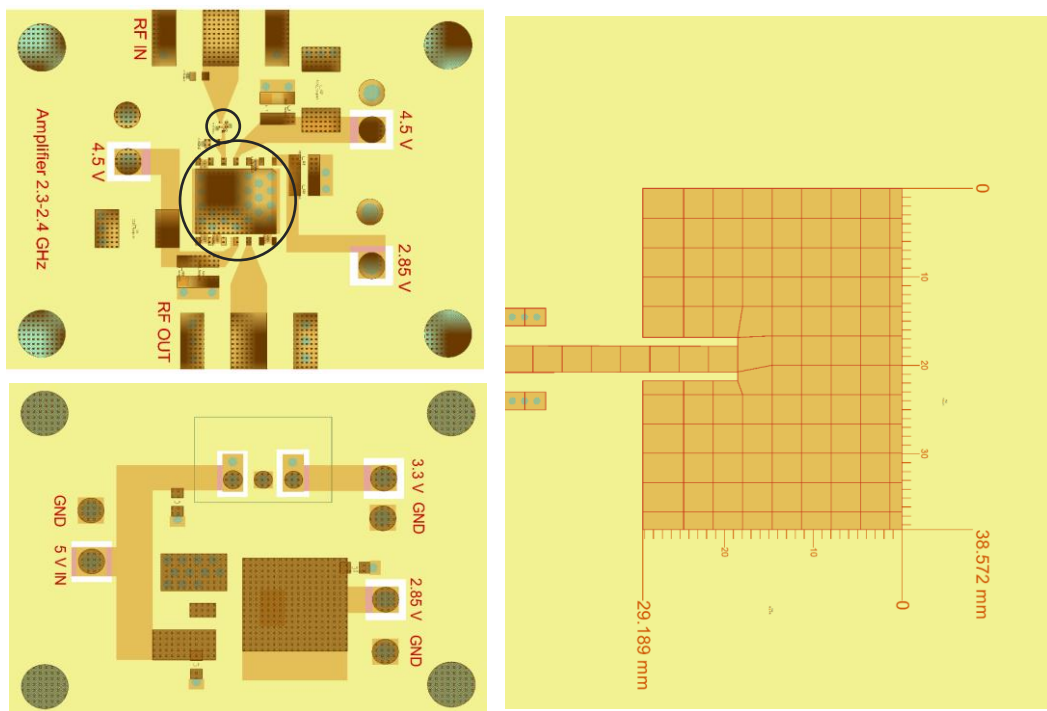 RF IN
4.5 V
Amplifier 2.3-2.4 GHz
4.5 V
2.85 V
RF OUT
GND
5 V IN
3.3 V
GND
2.85 V
GND
0
10
20
30
38.572 mm
20
10
29.189 mm
0